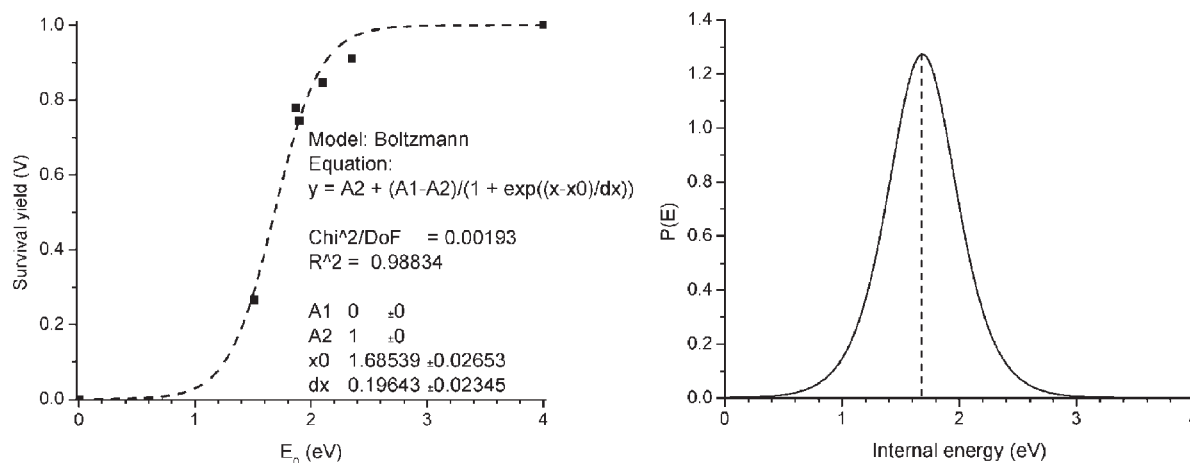 1.0
0.8
0.6
0.4
0.2
0.0
Survival yield (V)
Model: Boltzmann
Equation:
y = A2 + (A1-A2)/(1 + exp((x-x0)/dx))
Chi^2/DoF = 0.00193
R^2 = 0.98834
A1 0 ±0
A2 1 ±0
x0 1.68539 ±0.02653
dx 0.19643 ±0.02345
0 1 2 3 4
E₀ (eV)
1.4
1.2
1.0
0.8
0.6
0.4
0.2
0.0
P(E)
0 1 2 3 4
Internal energy (eV)